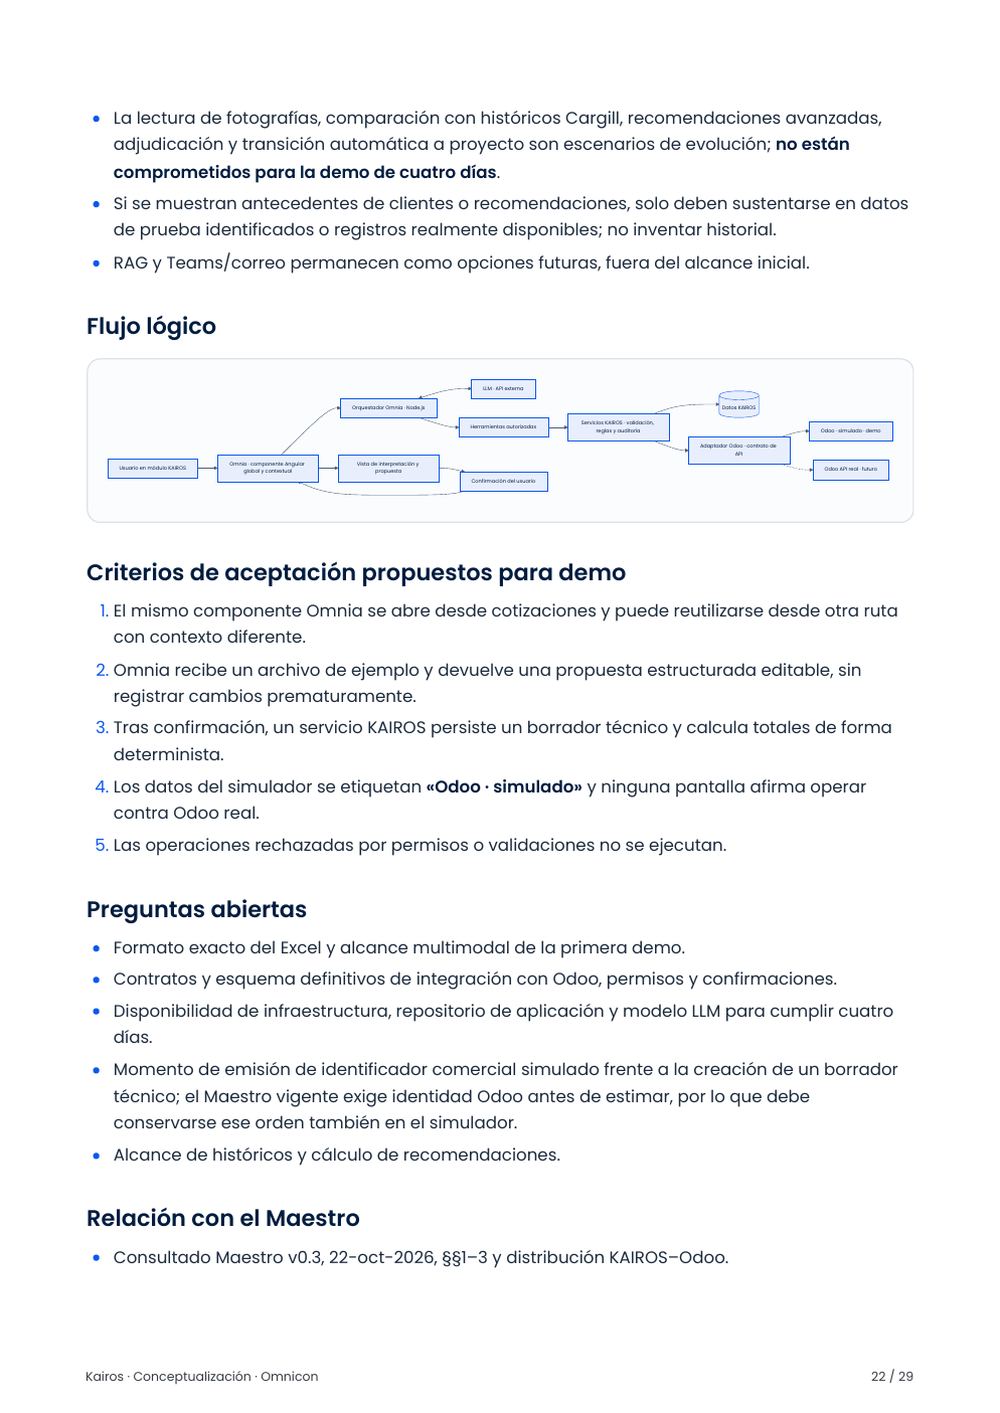 La lectura de fotografías, comparación con históricos Cargill, recomendaciones avanzadas,
adjudicación y transición automática a proyecto son escenarios de evolución; no están
comprometidos para la demo de cuatro días.
Si se muestran antecedentes de clientes o recomendaciones, solo deben sustentarse en datos
de prueba identificados o registros realmente disponibles; no inventar historial.
RAG y Teams/correo permanecen como opciones futuras, fuera del alcance inicial.
Flujo lógico
LLM · API externa
Orquestador Omnia · Node.js
Datos KAIROS
Herramientas autorizadas
Servicios KAIROS · validación,
reglas y auditoría
Odoo · simulado · demo
Adaptador Odoo · contrato de
API
Usuario en módulo KAIROS
Omnia · componente Angular
global y contextual
Vista de interpretación y
propuesta
Confirmación del usuario
Odoo API real · futuro
Criterios de aceptación propuestos para demo
1. El mismo componente Omnia se abre desde cotizaciones y puede reutilizarse desde otra ruta
con contexto diferente.
2. Omnia recibe un archivo de ejemplo y devuelve una propuesta estructurada editable, sin
registrar cambios prematuramente.
3. Tras confirmación, un servicio KAIROS persiste un borrador técnico y calcula totales de forma
determinista.
4. Los datos del simulador se etiquetan «Odoo · simulado» y ninguna pantalla afirma operar
contra Odoo real.
5. Las operaciones rechazadas por permisos o validaciones no se ejecutan.
Preguntas abiertas
Formato exacto del Excel y alcance multimodal de la primera demo.
Contratos y esquema definitivos de integración con Odoo, permisos y confirmaciones.
Disponibilidad de infraestructura, repositorio de aplicación y modelo LLM para cumplir cuatro
días.
Momento de emisión de identificador comercial simulado frente a la creación de un borrador
técnico; el Maestro vigente exige identidad Odoo antes de estimar, por lo que debe
conservarse ese orden también en el simulador.
Alcance de históricos y cálculo de recomendaciones.
Relación con el Maestro
Consultado Maestro v0.3, 22-oct-2026, §§1–3 y distribución KAIROS–Odoo.
Kairos · Conceptualización · Omnicon
22 / 29